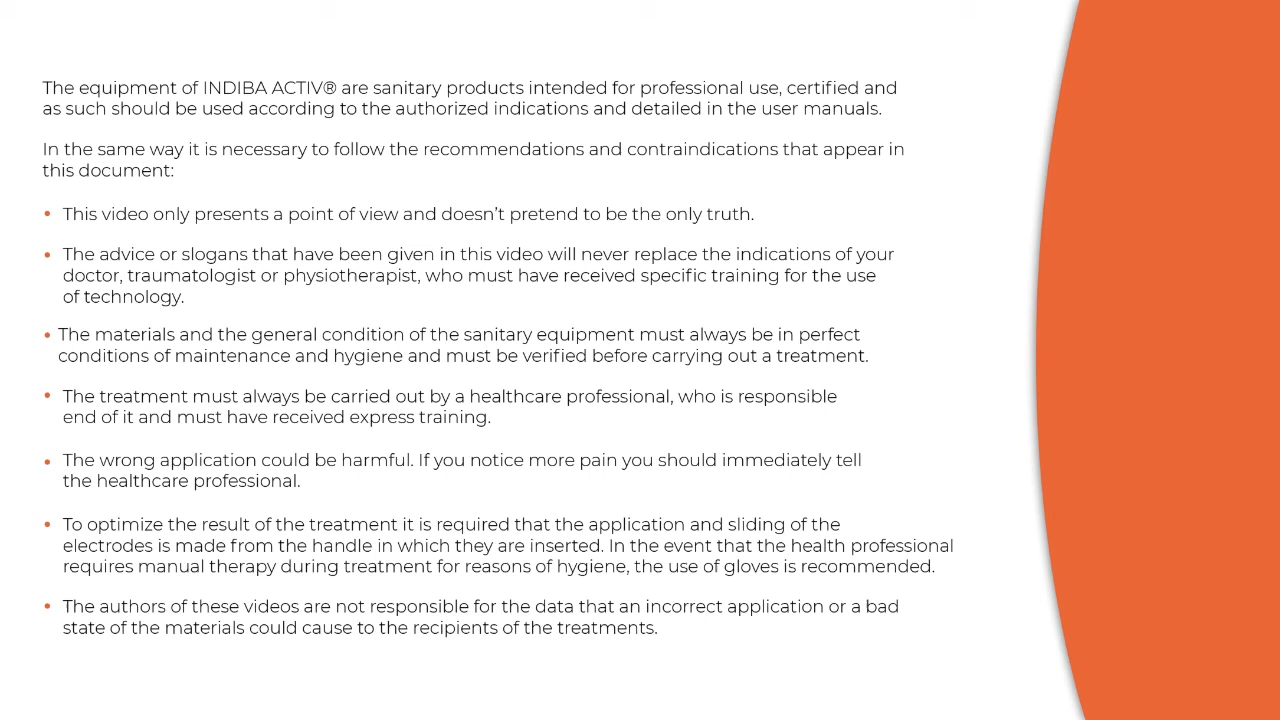 The equipment of INDIBA ACTIV® are sanitary products intended for professional use, certified and
as such should be used according to the authorized indications and detailed in the user manuals.
In the same way it is necessary to follow the recommendations and contraindications that appear in
this document:
• This video only presents a point of view and doesn't pretend to be the only truth.
• The advice or slogans that have been given in this video will never replace the indications of your
doctor, traumatologist or physiotherapist, who must have received specific training for the use
of technology.
• The materials and the general condition of the sanitary equipment must always be in perfect
conditions of maintenance and hygiene and must be verified before carrying out a treatment.
• The treatment must always be carried out by a healthcare professional, who is responsible
end of it and must have received express training.
• The wrong application could be harmful. If you notice more pain you should immediately tell
the healthcare professional.
• To optimize the result of the treatment it is required that the application and sliding of the
electrodes is made from the handle in which they are inserted. In the event that the health professional
requires manual therapy during treatment for reasons of hygiene, the use of gloves is recommended.
• The authors of these videos are not responsible for the data that an incorrect application or a bad
state of the materials could cause to the recipients of the treatments.